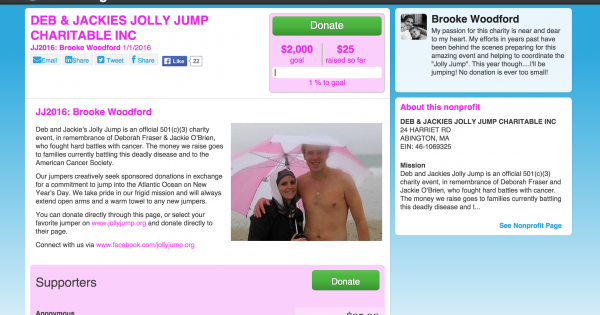 DEB & JACKIES JOLLY JUMP
CHARITABLE INC
JJ2016: Brooke Woodford 1/1/2016
Email
Share
Tweet
Share
Like
22
Donate
$2,000
goal
$25
raised so far
1 % to goal
JJ2016: Brooke Woodford
Deb and Jackie's Jolly Jump is an official 501(c)(3) charity
event, in remembrance of Deborah Fraser & Jackie O'Brien,
who fought hard battles with cancer. The money we raise goes
to families currently battling this deadly disease and to the
American Cancer Society.
Our jumpers creatively seek sponsored donations in exchange
for a commitment to jump into the Atlantic Ocean on New
Year's Day. We take pride in our frigid mission and will always
extend open arms and a warm towel to any new jumpers.
You can donate directly through this page, or select your
favorite jumper on www.jollyjump.org and donate directly to
their page.
Connect with us via www.facebook.com/jollyjump.org
Supporters
Donate
Anonymous
Brooke Woodford
My passion for this charity is near and dear
to my heart. My efforts in years past have
been behind the scenes preparing for this
amazing event and helping to coordinate the
"Jolly Jump". This year though....I'll be
jumping! No donation is ever too small!
About this nonprofit
DEB & JACKIES JOLLY JUMP CHARITABLE INC
24 HARRIET RD
ABINGTON, MA
EIN: 46-1069325
Mission
Deb and Jackies Jolly Jump is an official 501(c)(3)
charity event, in remembrance of Deborah Fraser and
Jackie O'Brien, who fought hard battles with cancer.
The money we raise goes to families currently battling
this deadly disease and t...
See Nonprofit Page